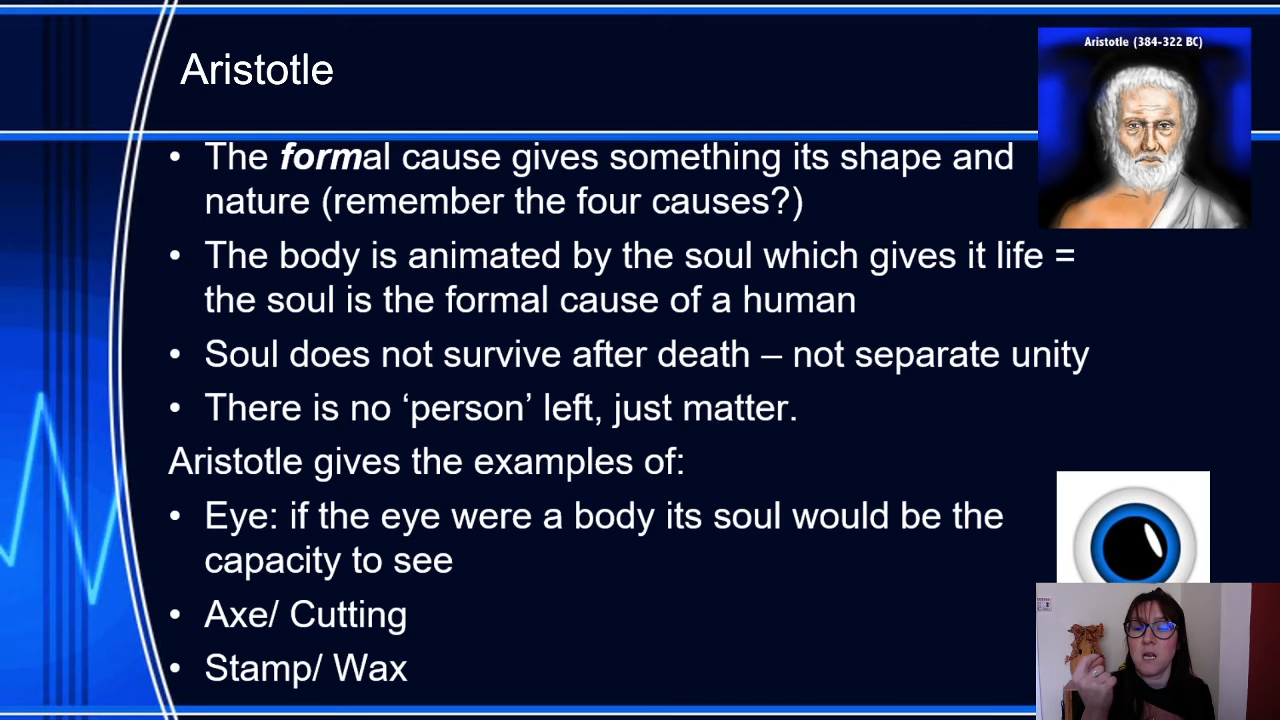 Aristotle
Aristotle (384-322 BC)
• The formal cause gives something its shape and
nature (remember the four causes?)
• The body is animated by the soul which gives it life =
the soul is the formal cause of a human
• Soul does not survive after death – not separate unity
• There is no ‘person’ left, just matter.
Aristotle gives the examples of:
• Eye: if the eye were a body its soul would be the
capacity to see
• Axe/ Cutting
• Stamp/ Wax